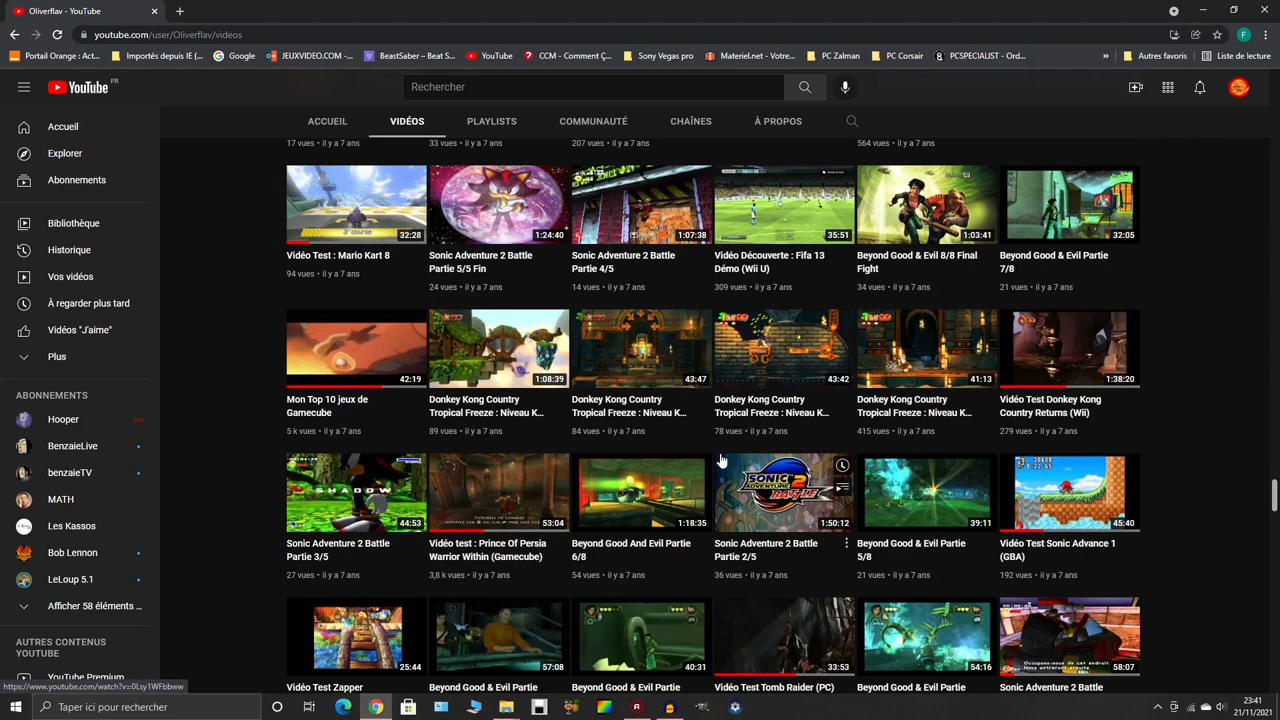 Oliverflav - YouTube
youtube.com/user/Oliverflav/videos
Portail Orange : Act... Importés depuis IE (... Google JEUXVIDEO.COM -... BeastSaber – Beat S... YouTube CCM - Comment Ç... Sony Vegas pro Materiel.net - Votre... PC Zalman PC Corsair PCSPECIALIST - Ord... » Autres favoris Liste de lecture
YouTube FR
Rechercher
ACCUEIL VIDÉOS PLAYLISTS COMMUNAUTÉ CHAÎNES À PROPOS
Accueil
Explorer
Abonnements
Bibliothèque
Historique
Vos vidéos
À regarder plus tard
Vidéos "J'aime"
Plus
ABONNEMENTS
Hooper
BenzaieLive
benzaieTV
MATH
Les Kassos
Bob Lennon
LeLoup 5.1
Afficher 58 éléments ...
AUTRES CONTENUS
YOUTUBE
YouTube Premium
17 vues • il y a 7 ans 33 vues • il y a 7 ans 207 vues • il y a 7 ans 564 vues • il y a 7 ans
3e course
32:28 1:24:40 1:07:38 35:51 1:03:41 32:05
Vidéo Test : Mario Kart 8
94 vues • il y a 7 ans
Sonic Adventure 2 Battle
Partie 5/5 Fin
24 vues • il y a 7 ans
Sonic Adventure 2 Battle
Partie 4/5
14 vues • il y a 7 ans
Vidéo Découverte : Fifa 13
Démo (Wii U)
309 vues • il y a 7 ans
Beyond Good & Evil 8/8 Final
Fight
34 vues • il y a 7 ans
Beyond Good & Evil Partie
7/8
21 vues • il y a 7 ans
42:19 1:08:39 43:47 43:42 41:13 1:38:20
Mon Top 10 jeux de
Gamecube
5 k vues • il y a 7 ans
Donkey Kong Country
Tropical Freeze : Niveau K...
89 vues • il y a 7 ans
Donkey Kong Country
Tropical Freeze : Niveau K...
84 vues • il y a 7 ans
Donkey Kong Country
Tropical Freeze : Niveau K...
78 vues • il y a 7 ans
Donkey Kong Country
Tropical Freeze : Niveau K...
415 vues • il y a 7 ans
Vidéo Test Donkey Kong
Country Returns (Wii)
279 vues • il y a 7 ans
SHADOW
SONIC
ADVENTURE 2
BATTLE
44:53 53:04 1:18:35 1:50:12 39:11 45:40
Sonic Adventure 2 Battle
Partie 3/5
27 vues • il y a 7 ans
Vidéo test : Prince Of Persia
Warrior Within (Gamecube)
3,8 k vues • il y a 7 ans
Beyond Good And Evil Partie
6/8
54 vues • il y a 7 ans
Sonic Adventure 2 Battle
Partie 2/5
36 vues • il y a 7 ans
Beyond Good & Evil Partie
5/8
21 vues • il y a 7 ans
Vidéo Test Sonic Advance 1
(GBA)
192 vues • il y a 7 ans
25:44 57:08 40:31 33:53 54:16 58:07
Vidéo Test Zapper
Beyond Good & Evil Partie
Beyond Good & Evil Partie
Vidéo Test Tomb Raider (PC)
Beyond Good & Evil Partie
Sonic Adventure 2 Battle
https://www.youtube.com/watch?v=0Lsy1WFbbww
Taper ici pour rechercher
23:41
21/11/2021